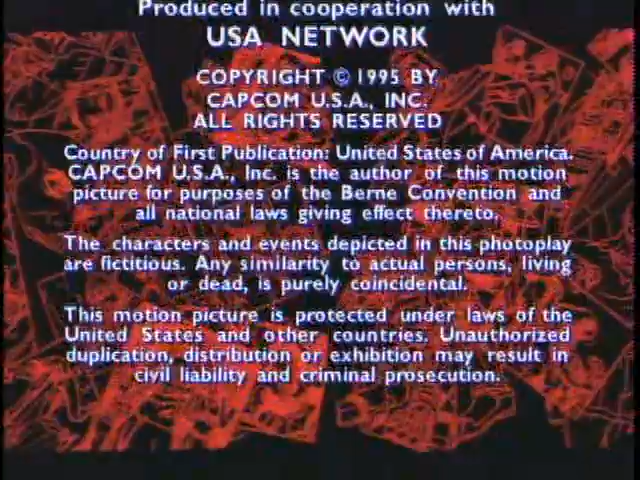 Produced in cooperation with
USA NETWORK
COPYRIGHT © 1995 BY
CAPCOM U.S.A., INC.
ALL RIGHTS RESERVED
Country of First Publication: United States of America.
CAPCOM U.S.A., Inc. is the author of this motion
picture for purposes of the Berne Convention and
all national laws giving effect thereto.
The characters and events depicted in this photoplay
are fictitious. Any similarity to actual persons, living
or dead, is purely coincidental.
This motion picture is protected under laws of the
United States and other countries. Unauthorized
duplication, distribution or exhibition may result in
civil liability and criminal prosecution.